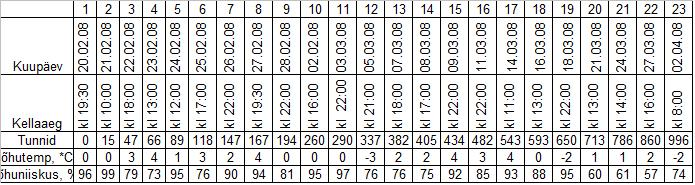 1 2 3 4 5 6 7 8 9 10 11 12 13 14 15 16 17 18 19 20 21 22 23
Kuupäev 20.02.08 21.02.08 22.02.08 23.02.08 24.02.08 25.02.08 26.02.08 27.02.08 28.02.08 02.03.08 03.03.08 05.03.08 07.03.08 08.03.08 09.03.08 11.03.08 14.03.08 16.03.08 18.03.08 21.03.08 24.03.08 27.03.08 02.04.08
Kellaaeg kl 19:30 kl 10:00 kl 18:00 kl 13:00 kl 12:00 kl 17:00 kl 22:00 kl 19:30 kl 22:00 kl 16:00 kl 22:00 kl 21:00 kl 18:00 kl 17:00 kl 22:00 kl 22:00 kl 11:00 kl 13:00 kl 22:00 kl 13:00 kl 14:00 kl 16:00 kl 8:00
Tunnid 0 15 47 66 89 118 147 167 194 260 290 337 382 405 434 482 543 593 650 713 786 860 996
õhutemp, *C 0 0 3 4 1 3 2 4 0 0 0 -3 2 2 4 4 3 0 -2 1 1 2 -2
õhuniiskus, % 96 99 79 73 95 76 90 94 81 95 97 76 76 75 92 85 93 88 95 60 61 57 74